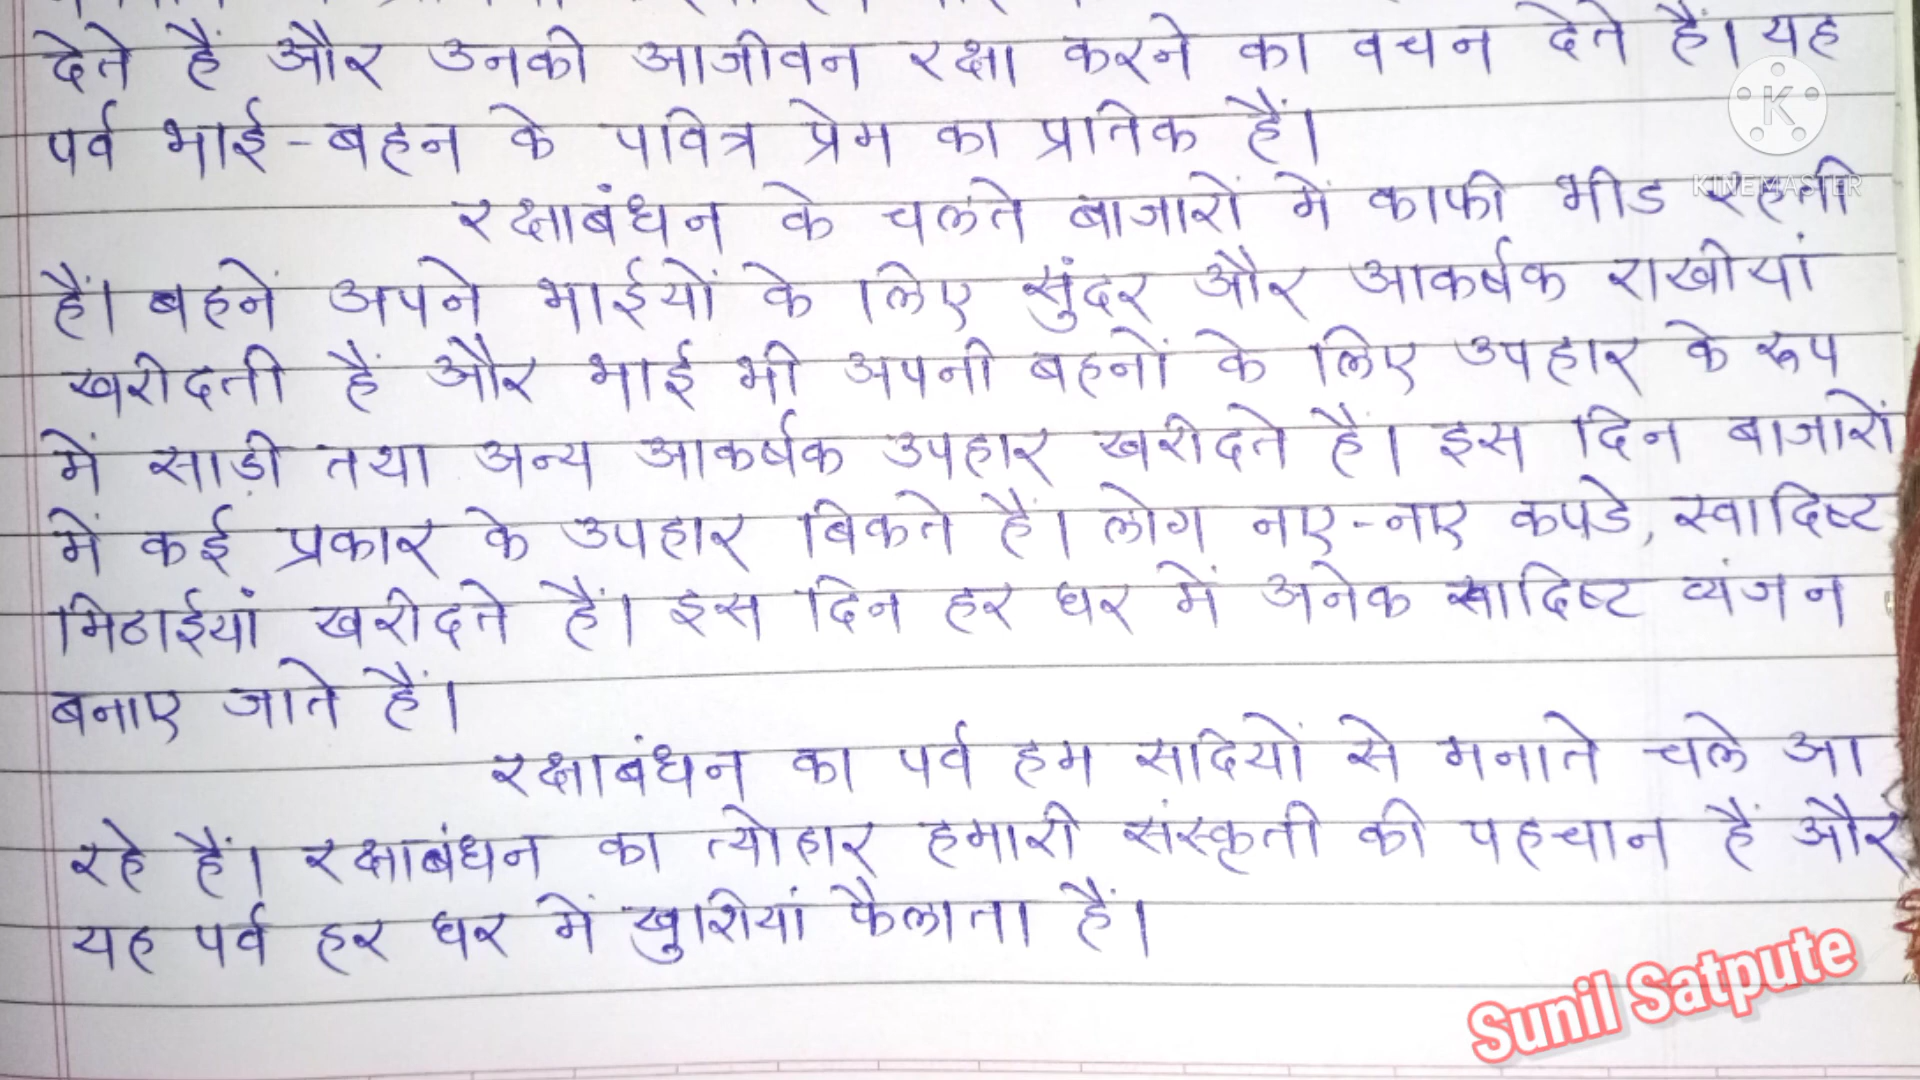 देते हैं और उनकी आजीवन रक्षा करने का वचन देते हैं। यह
पर्व भाई-बहन के पवित्र प्रेम का प्रतिक हैं।
रक्षाबंधन के चलते बाजारों में काफी भीड रहती
हैं। बहनें अपने भाईयों के लिए सुंदर और आकर्षक राखीयां
खरीदती हैं और भाई भी अपनी बहनों के लिए उपहार के रूप
में साड़ी तथा अन्य आकर्षक उपहार खरीदते हैं। इस दिन बाजारों
में कई प्रकार के उपहार बिकते हैं। लोग नए-नए कपडे, स्वादिष्ट
मिठाईयां खरीदते हैं। इस दिन हर घर में अनेक स्वादिष्ट व्यंजन
बनाए जाते हैं।
रक्षाबंधन का पर्व हम सदियों से मनाते चले आ
रहे हैं। रक्षाबंधन का त्योहार हमारी संस्कृती की पहचान हैं और
यह पर्व हर घर में खुशियां फैलाता हैं।
K
KINEMASTER
Sunil Satpute